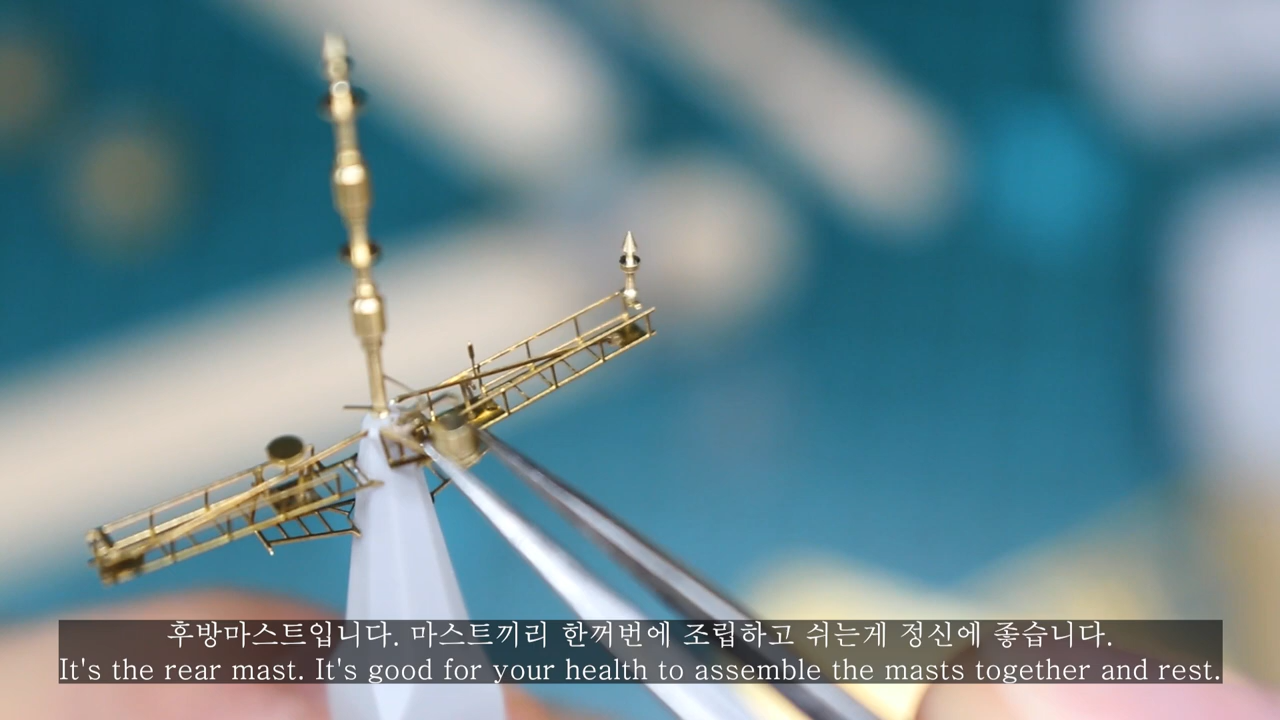 후방마스트입니다. 마스트끼리 한꺼번에 조립하고 쉬는게 정신에 좋습니다.
It's the rear mast. It's good for your health to assemble the masts together and rest.